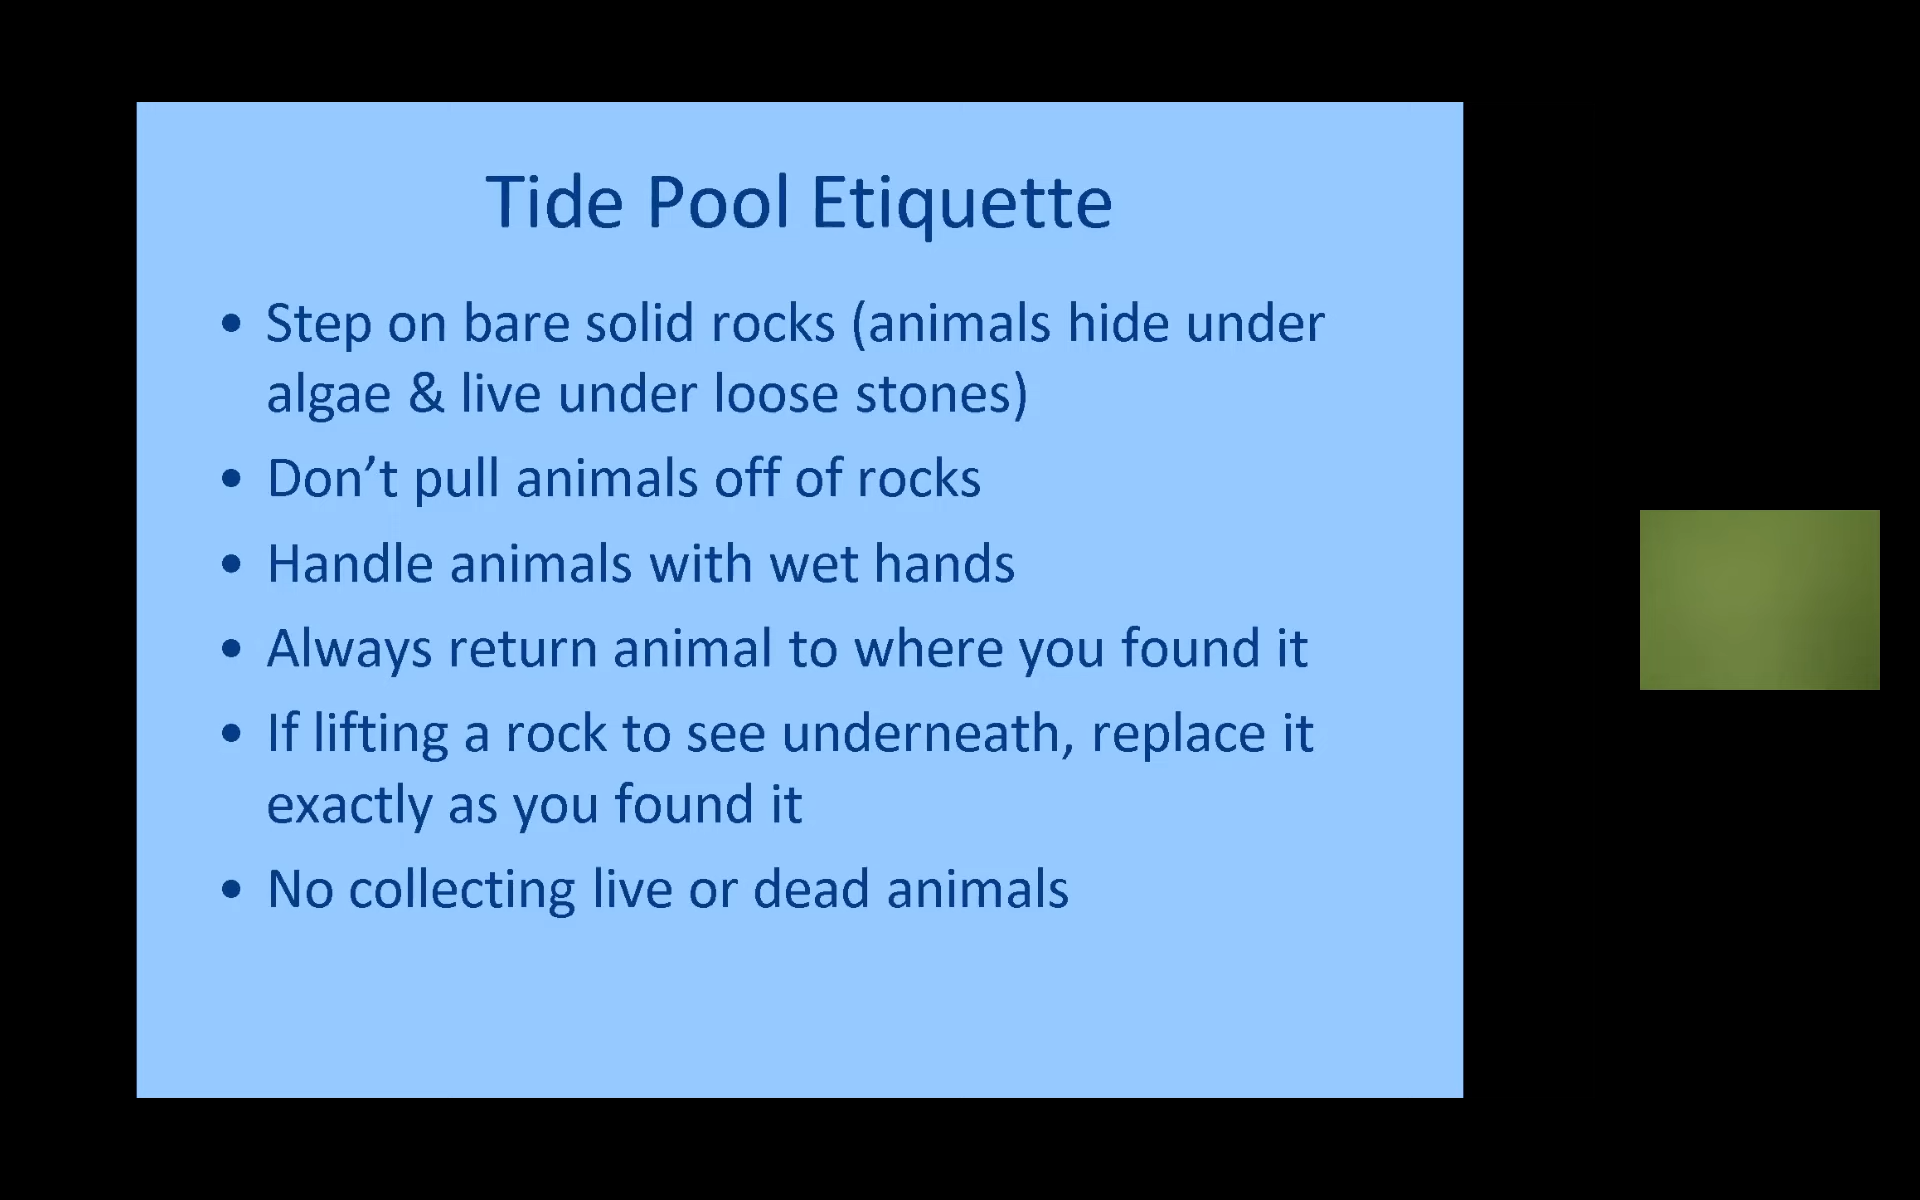 Tide Pool Etiquette
• Step on bare solid rocks (animals hide under
algae & live under loose stones)
• Don’t pull animals off of rocks
• Handle animals with wet hands
• Always return animal to where you found it
• If lifting a rock to see underneath, replace it
exactly as you found it
• No collecting live or dead animals